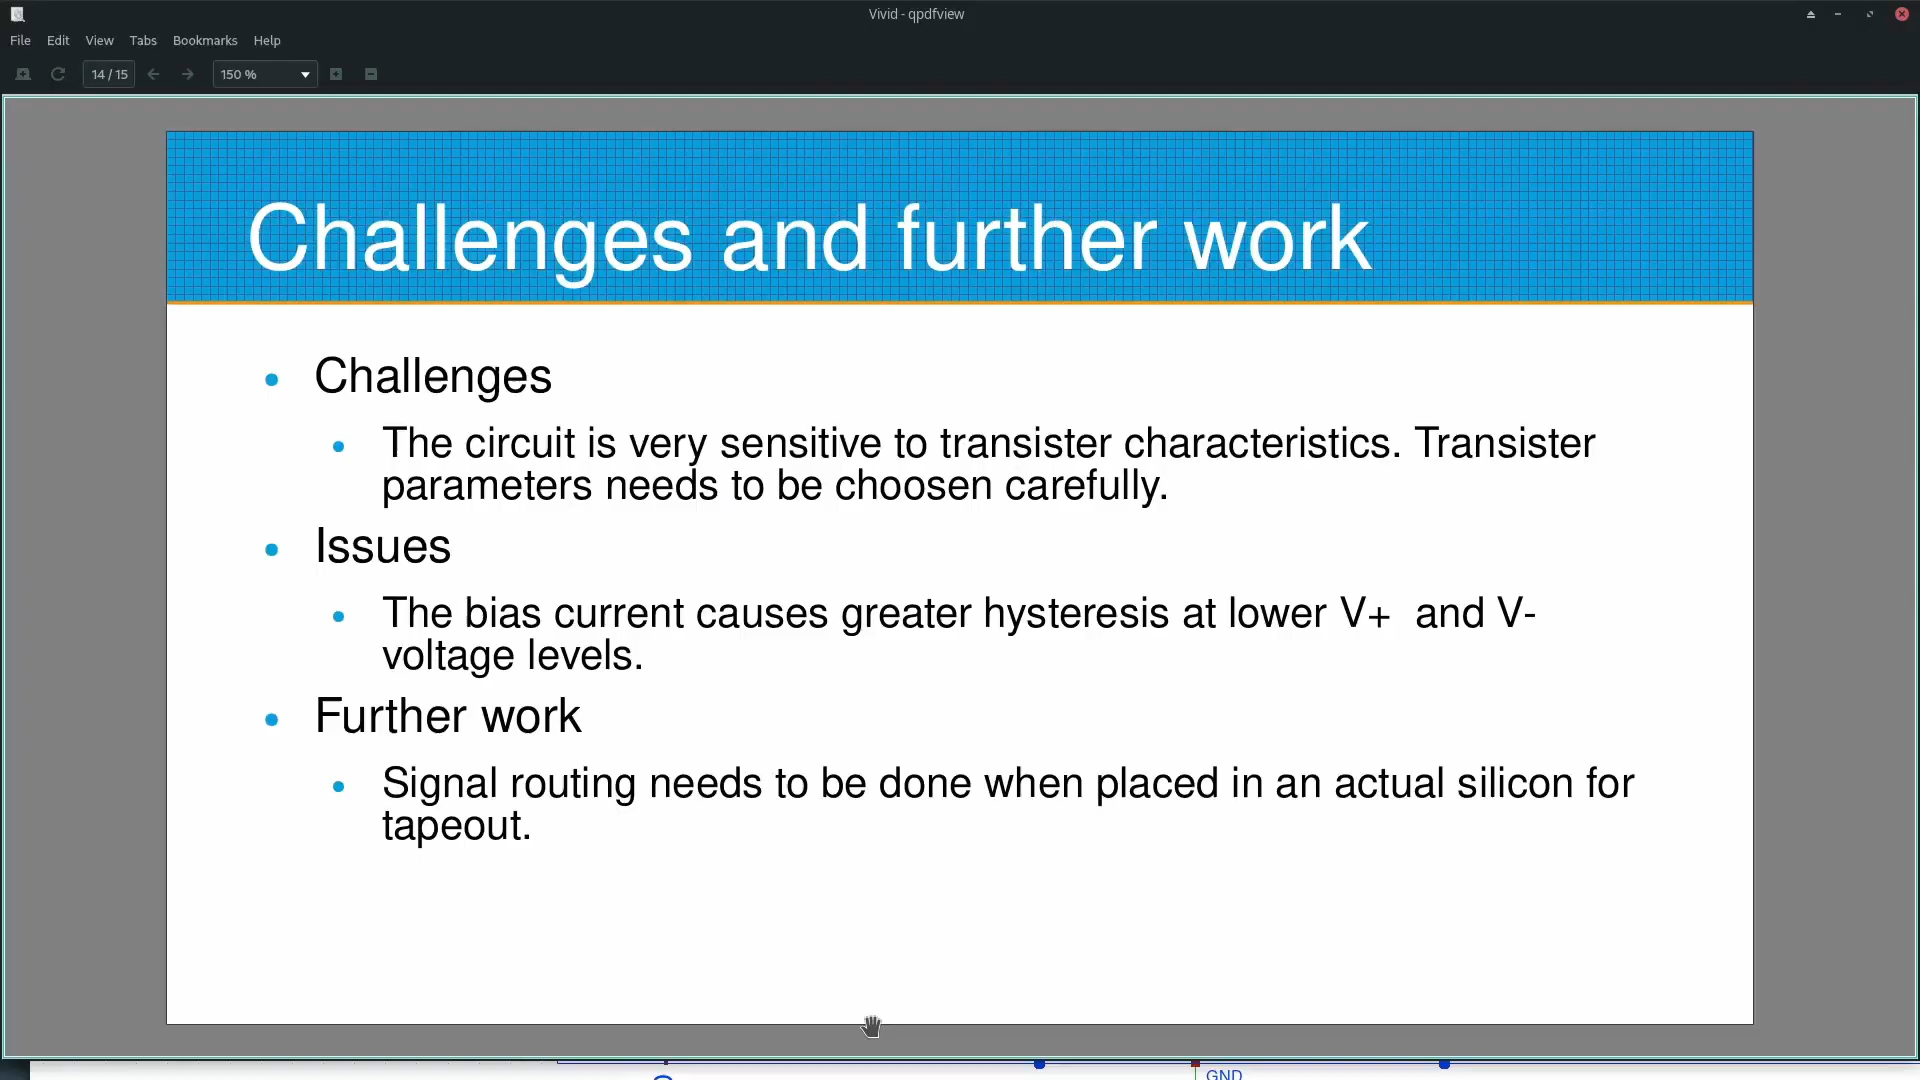 Vivid - qpdfview
File Edit View Tabs Bookmarks Help
14 / 15 150 %
Challenges and further work
• Challenges
• The circuit is very sensitive to transister characteristics. Transister
parameters needs to be choosen carefully.
• Issues
• The bias current causes greater hysteresis at lower V+ and V-
voltage levels.
• Further work
• Signal routing needs to be done when placed in an actual silicon for
tapeout.
GND